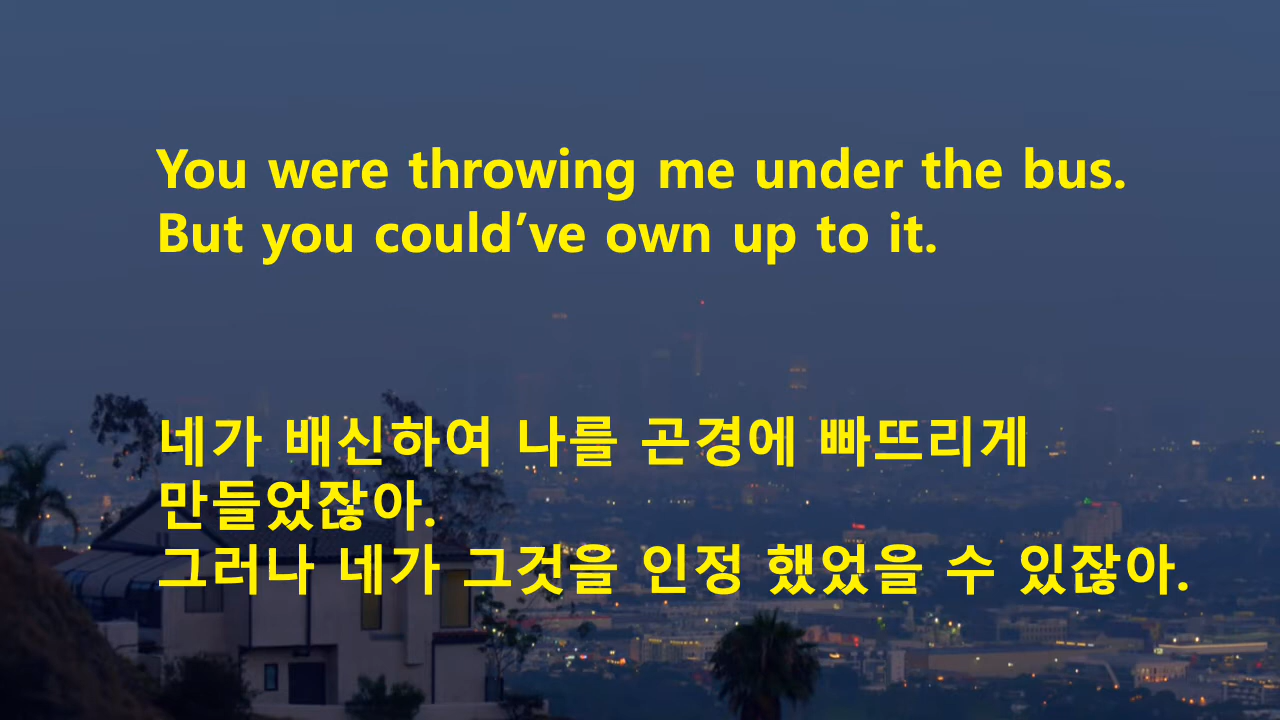 You were throwing me under the bus.
But you could’ve own up to it.
네가 배신하여 나를 곤경에 빠뜨리게
만들었잖아.
그러나 네가 그것을 인정 했었을 수 있잖아.